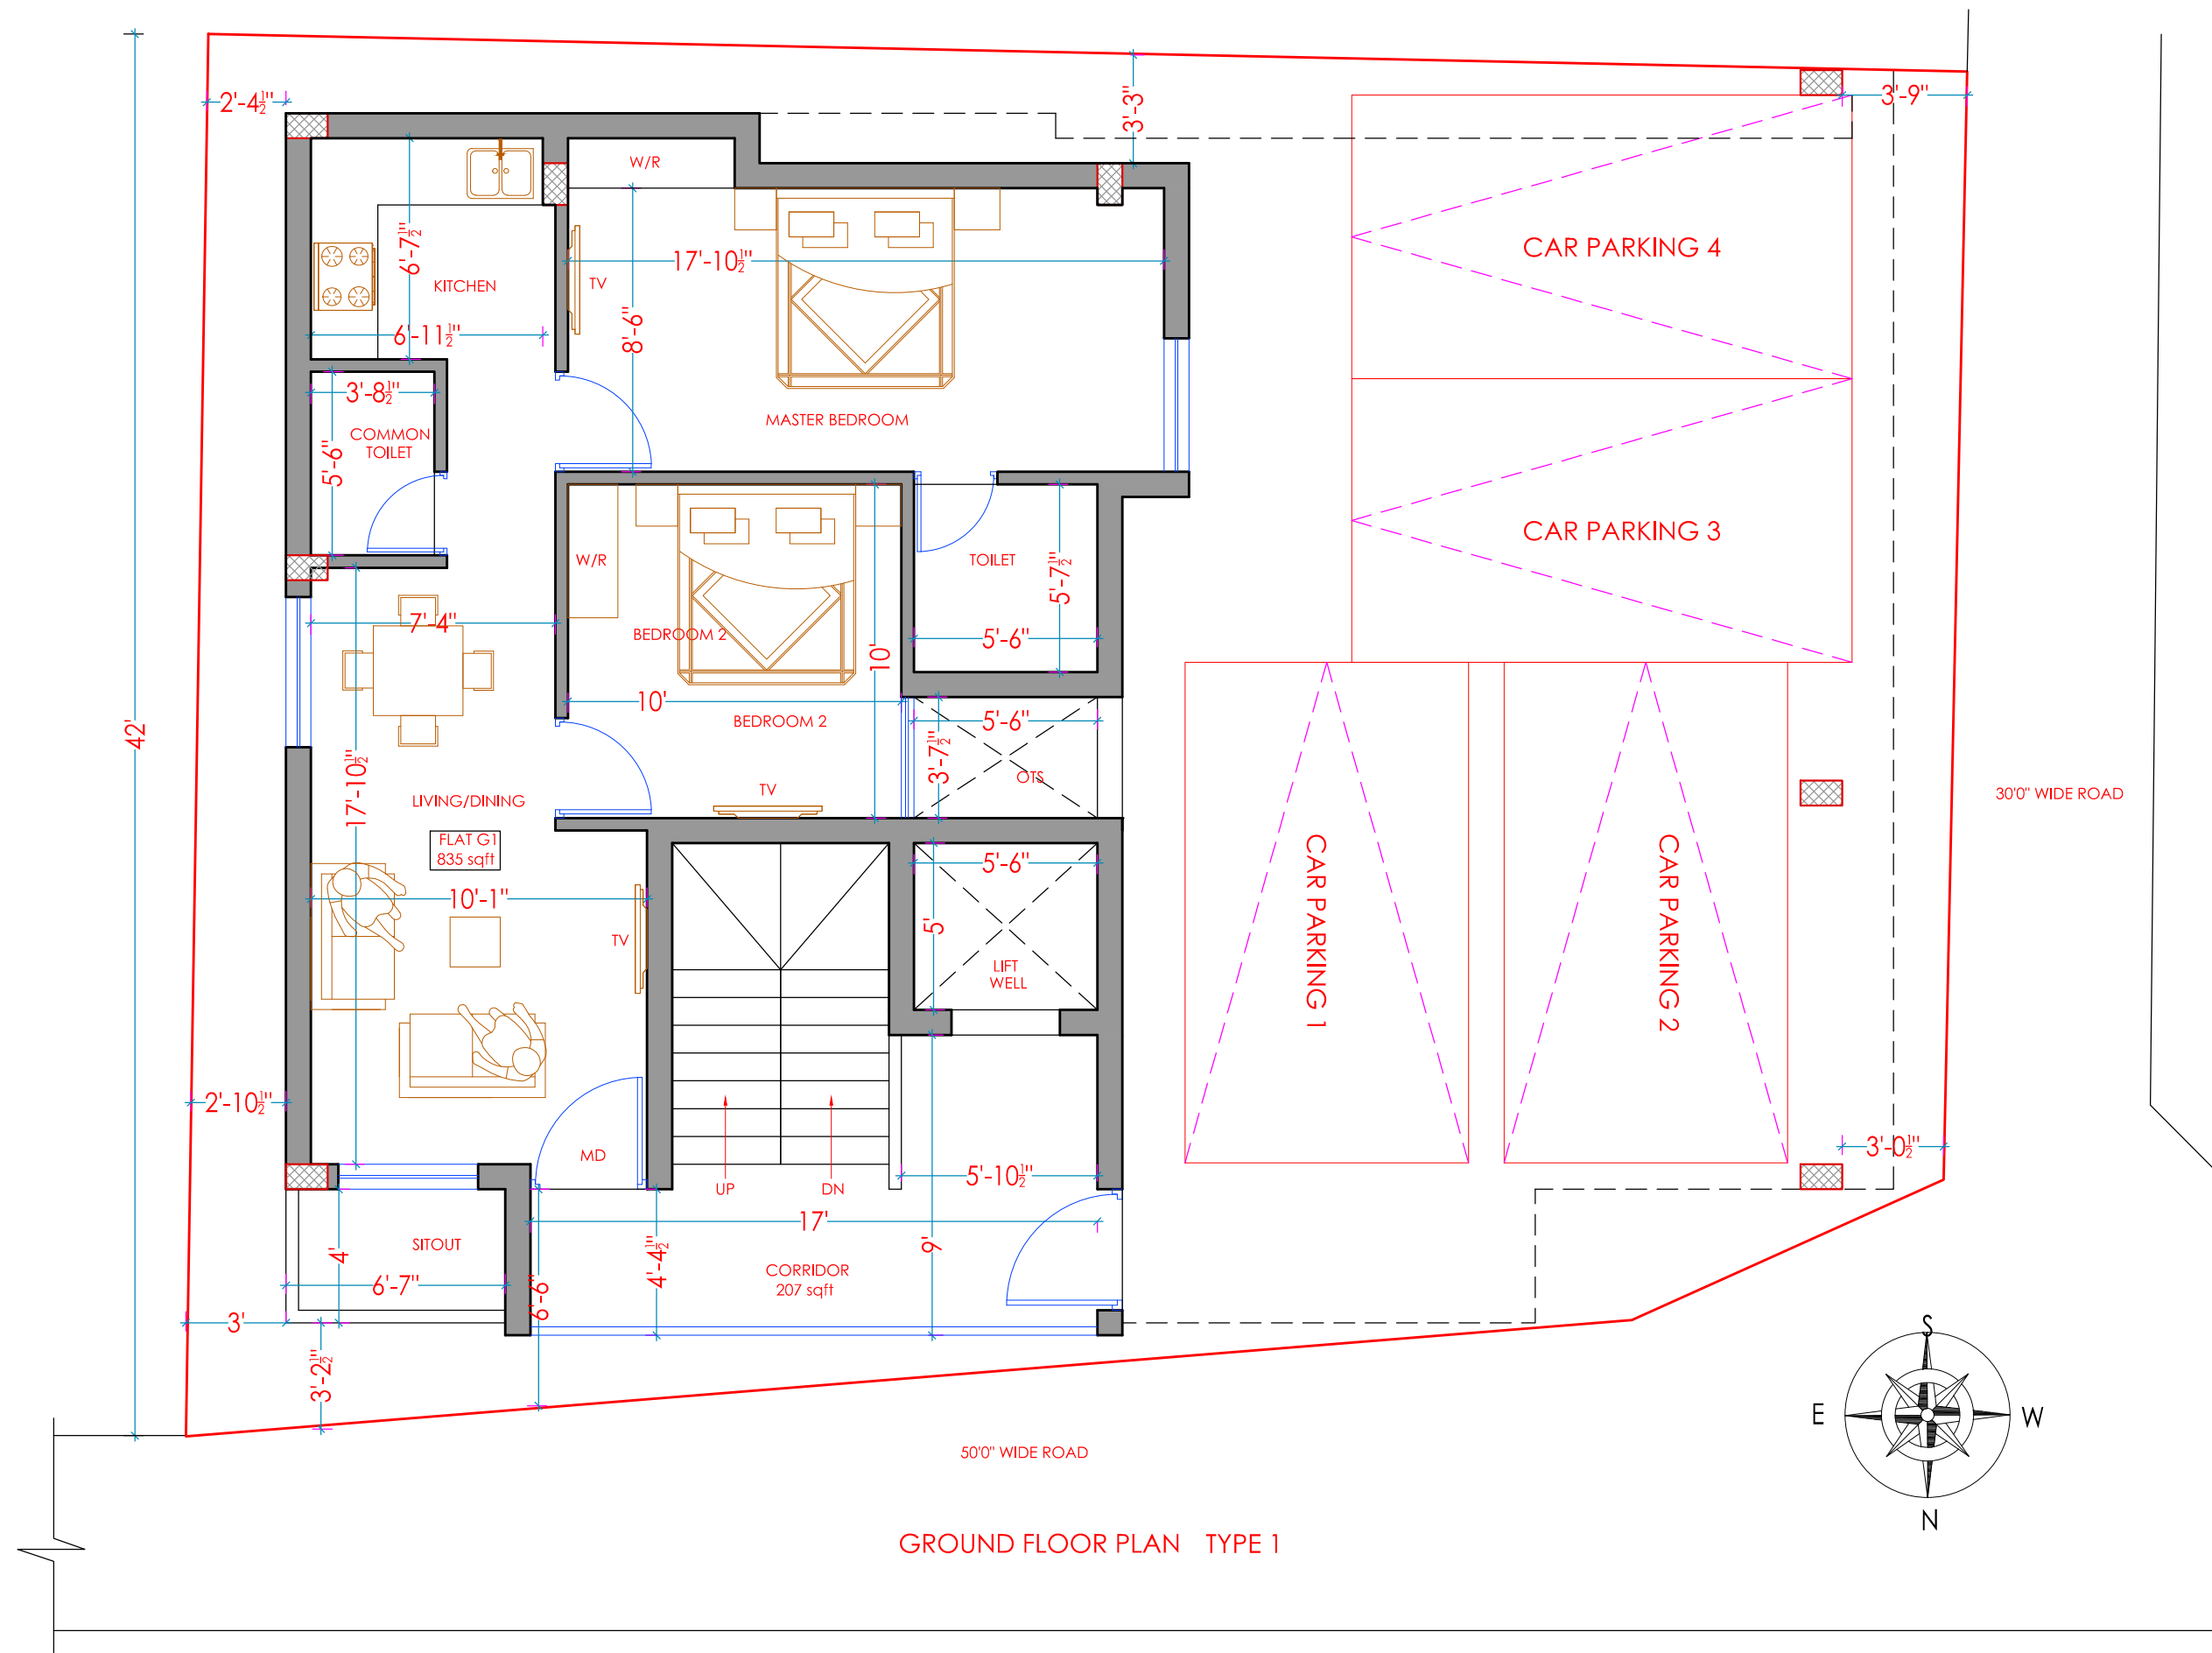 2'-4½"
3'-3"
3'-9"
W/R
6'-7½"
KITCHEN
6'-11½"
TV
17'-10½"
8'-6"
MASTER BEDROOM
CAR PARKING 4
3'-8½"
COMMON
TOILET
5'-6"
CAR PARKING 3
W/R
TOILET
5'-7½"
7'-4"
BEDROOM 2
5'-6"
10'
10'
BEDROOM 2
5'-6"
3'-7½"
OTS
42'
17'-10½"
LIVING/DINING
TV
30'0" WIDE ROAD
FLAT G1
835 sqft
5'-6"
10'-1"
TV
5'
LIFT
WELL
CAR PARKING 1
CAR PARKING 2
2'-10½"
MD
UP
DN
5'-10½"
3'-0½"
SITOUT
4'
6'-7"
6'-6"
4'-4½"
17'
9'
CORRIDOR
207 sqft
3'
3'-2½"
50'0" WIDE ROAD
S
E
W
N
GROUND FLOOR PLAN TYPE 1